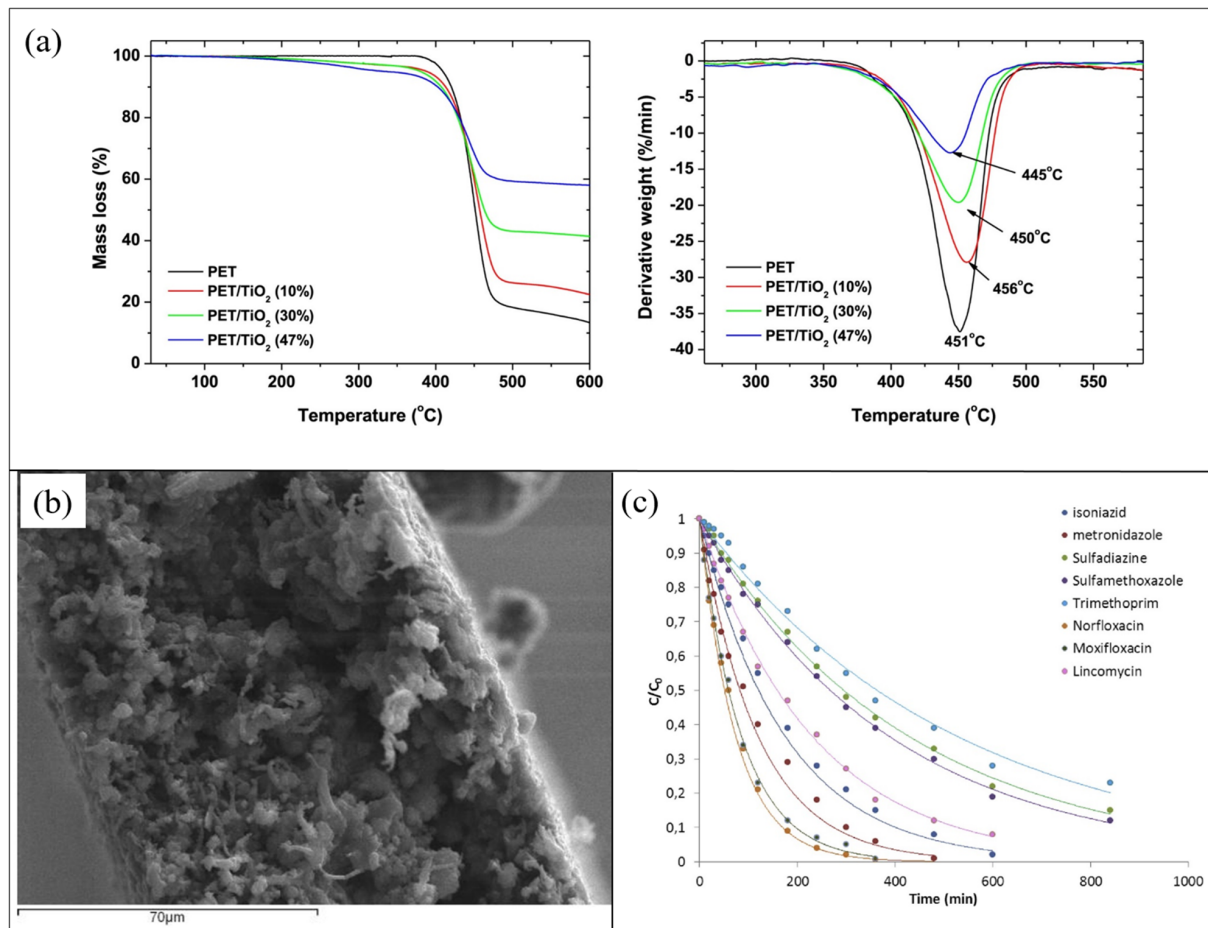 (a)
100
80
60
40
20
0
Mass loss (%)
100 200 300 400 500 600
Temperature (°C)
PET
PET/TiO₂ (10%)
PET/TiO₂ (30%)
PET/TiO₂ (47%)
0
-5
-10
-15
-20
-25
-30
-35
-40
Derivative weight (%/min)
300 350 400 450 500 550
Temperature (°C)
PET
PET/TiO₂ (10%)
PET/TiO₂ (30%)
PET/TiO₂ (47%)
445°C
450°C
456°C
451°C
(b)
70µm
(c)
1
0,9
0,8
0,7
0,6
0,5
0,4
0,3
0,2
0,1
0
C/C₀
0 200 400 600 800 1000
Time (min)
isoniazid
metronidazole
Sulfadiazine
Sulfamethoxazole
Trimethoprim
Norfloxacin
Moxifloxacin
Lincomycin